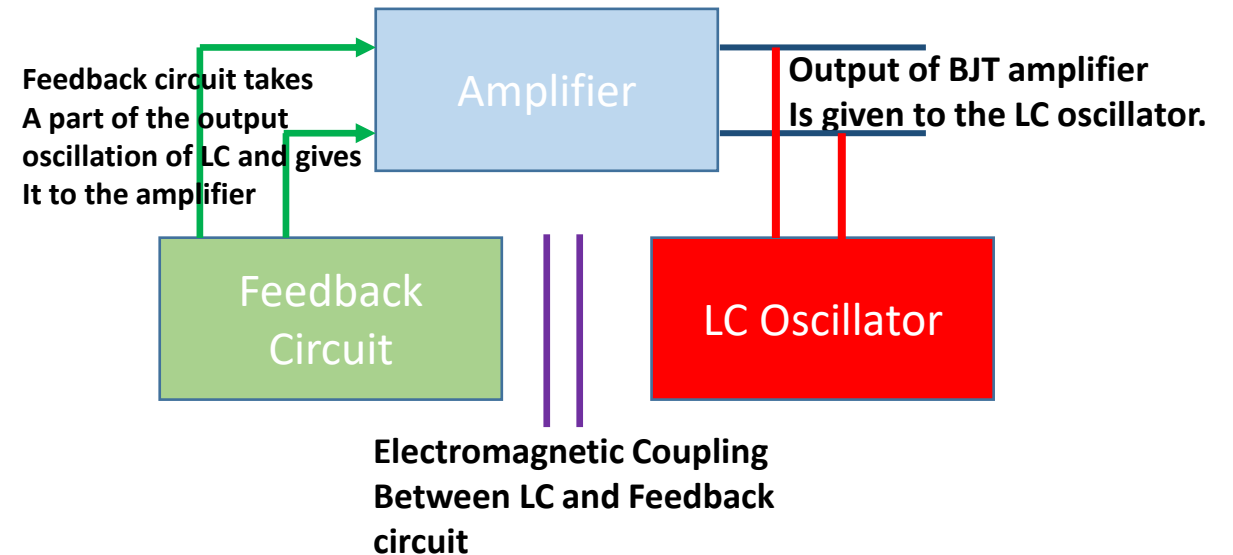 Amplifier
Feedback circuit takes
A part of the output
oscillation of LC and gives
It to the amplifier
Output of BJT amplifier
Is given to the LC oscillator.
Feedback
Circuit
LC Oscillator
Electromagnetic Coupling
Between LC and Feedback
circuit